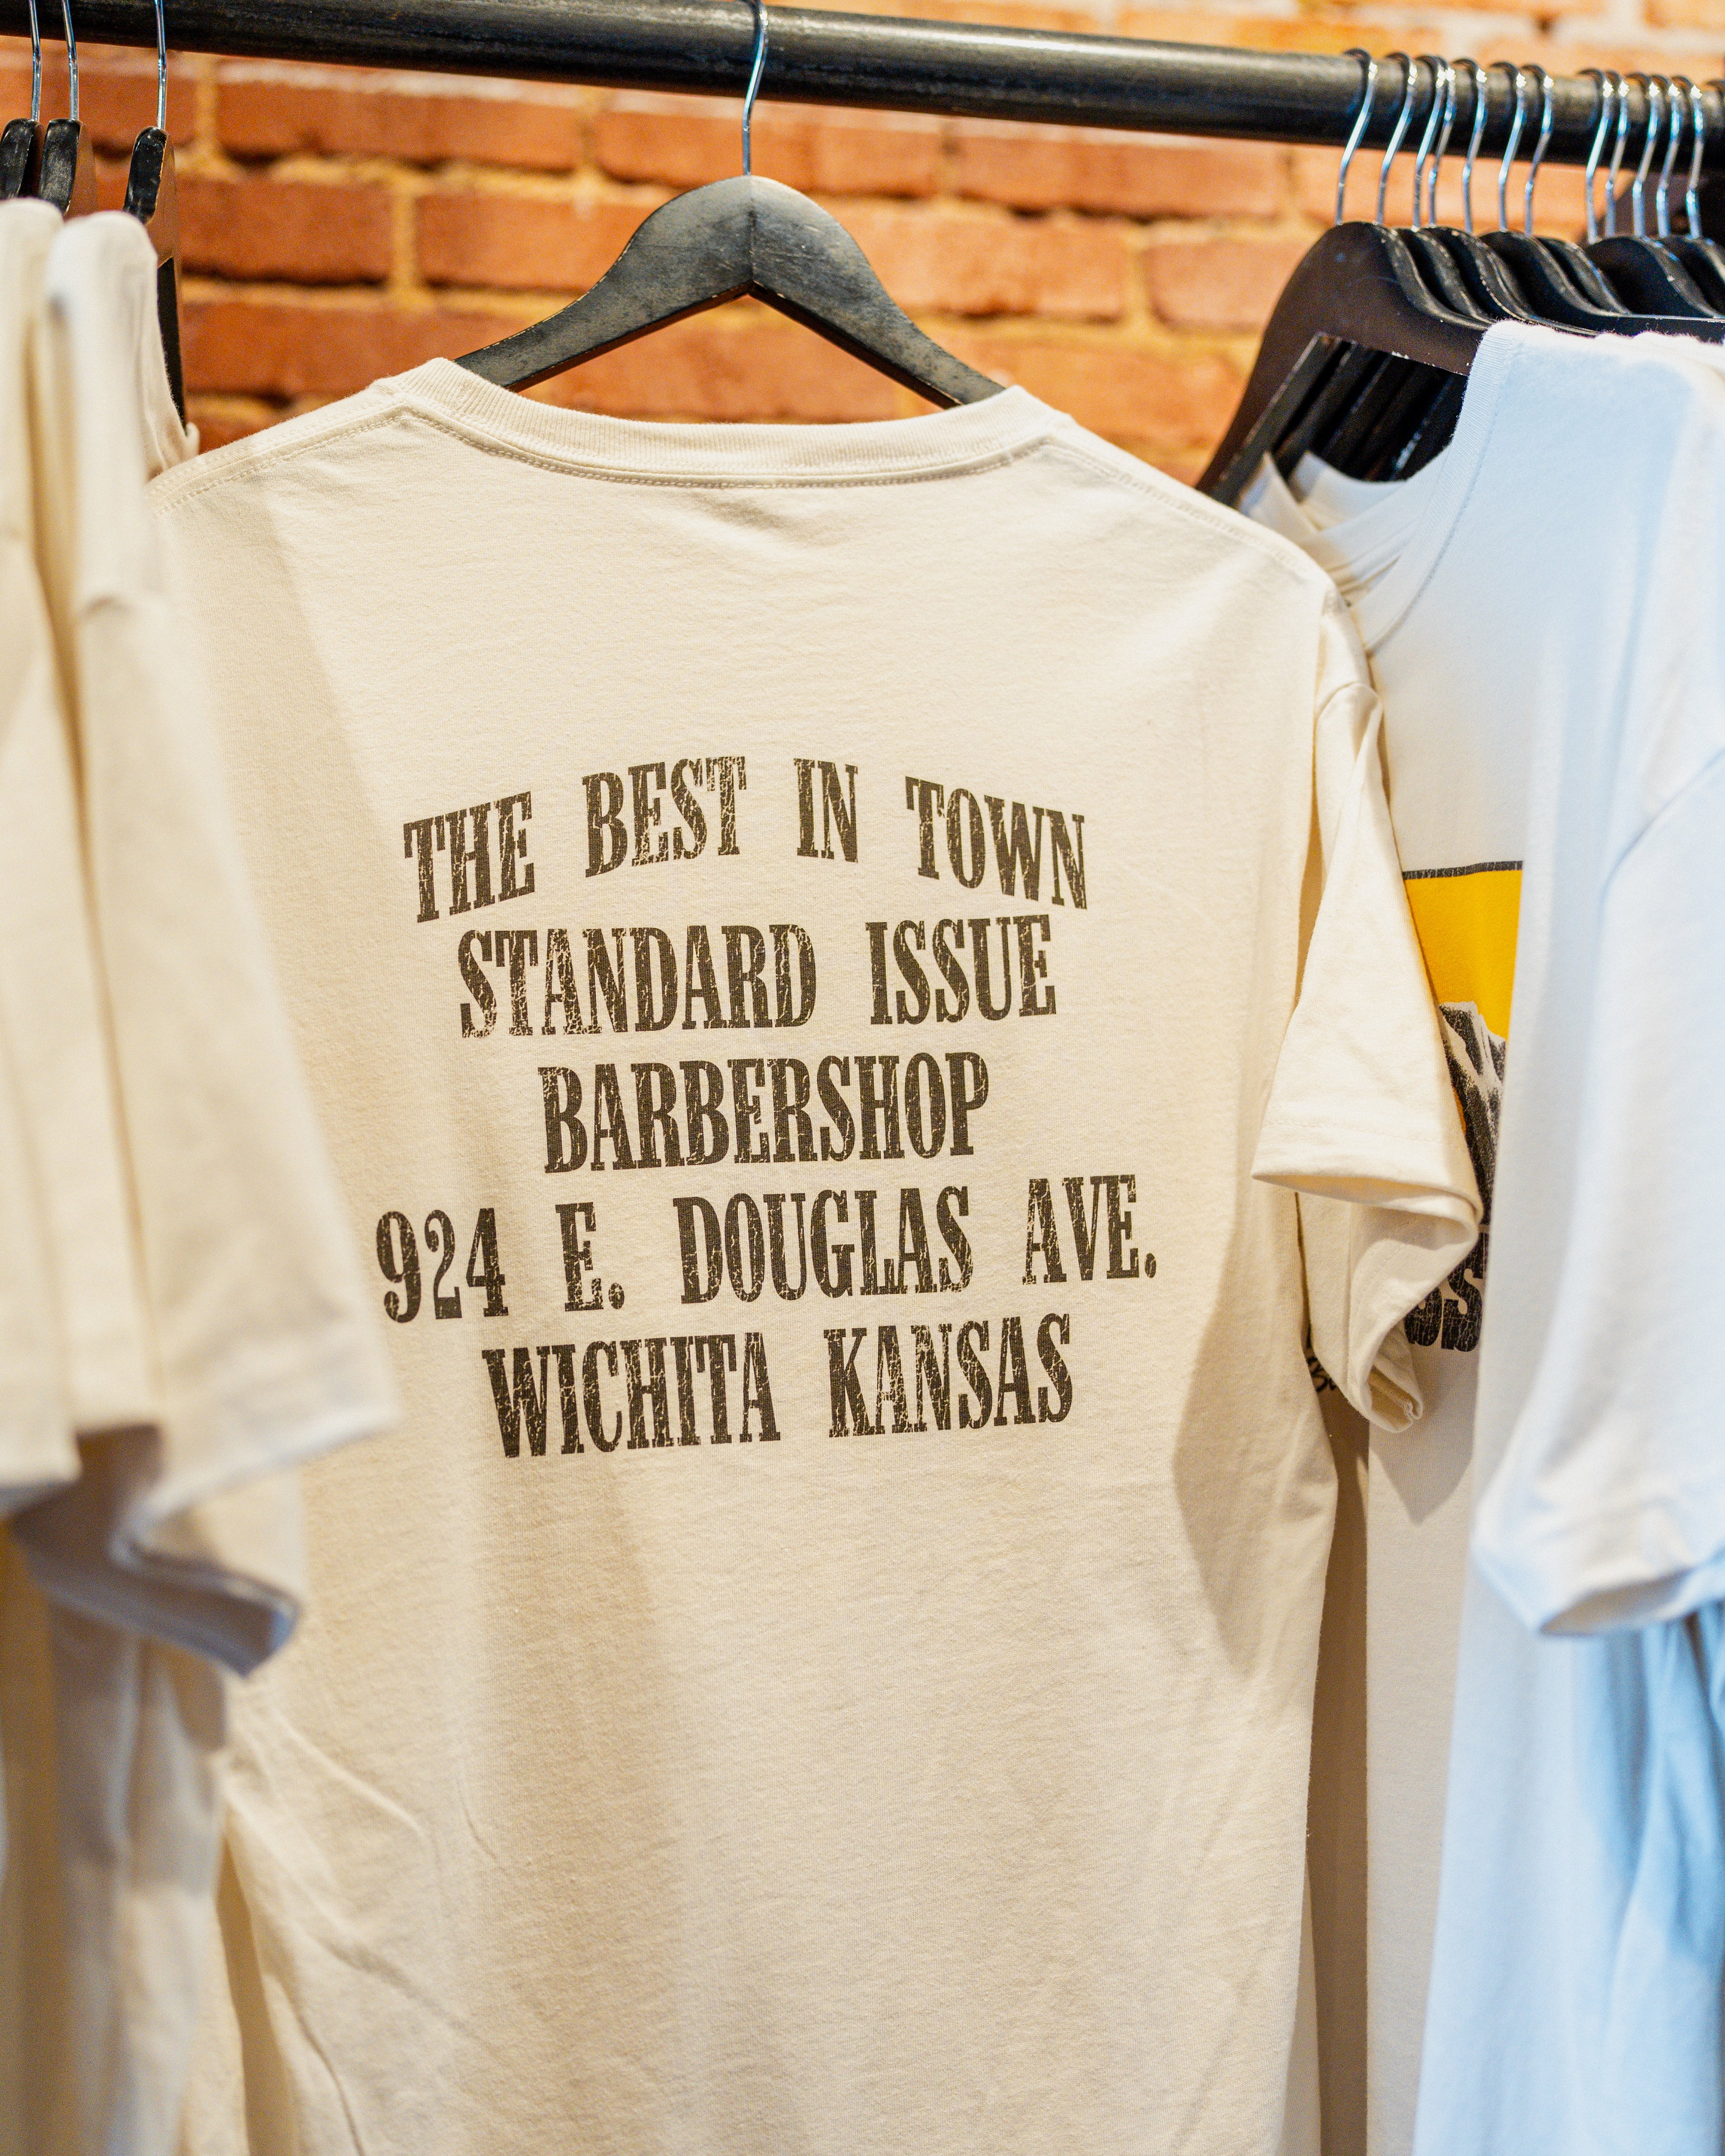 THE BEST IN TOWN
STANDARD ISSUE
BARBERSHOP
924 E. DOUGLAS AVE.
WICHITA KANSAS